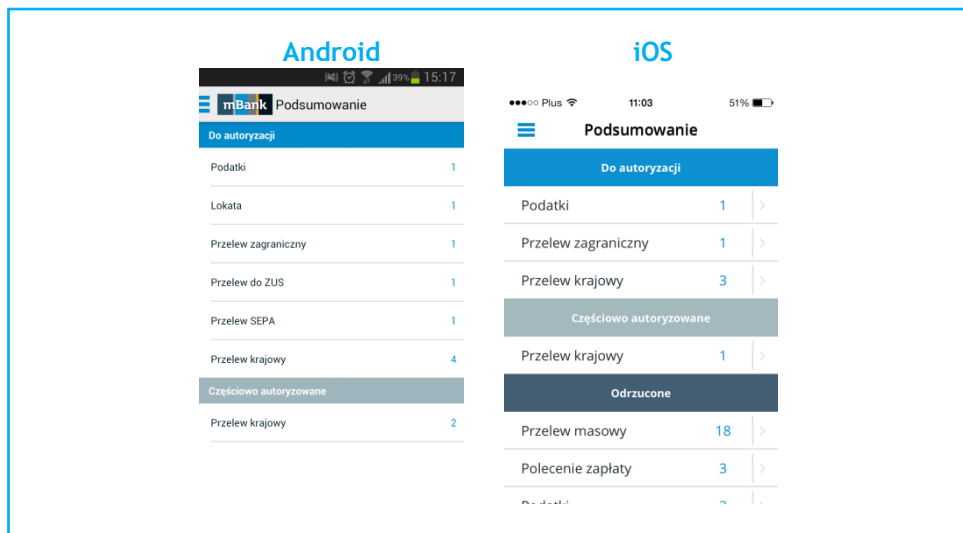 Android
39% 15:17
mBank Podsumowanie
Do autoryzacji
Podatki 1
Lokata 1
Przelew zagraniczny 1
Przelew do ZUS 1
Przelew SEPA 1
Przelew krajowy 4
Częściowo autoryzowane
Przelew krajowy 2
iOS
Plus 11:03 51%
Podsumowanie
Do autoryzacji
Podatki 1
Przelew zagraniczny 1
Przelew krajowy 3
Częściowo autoryzowane
Przelew krajowy 1
Odrzucone
Przelew masowy 18
Polecenie zapłaty 3